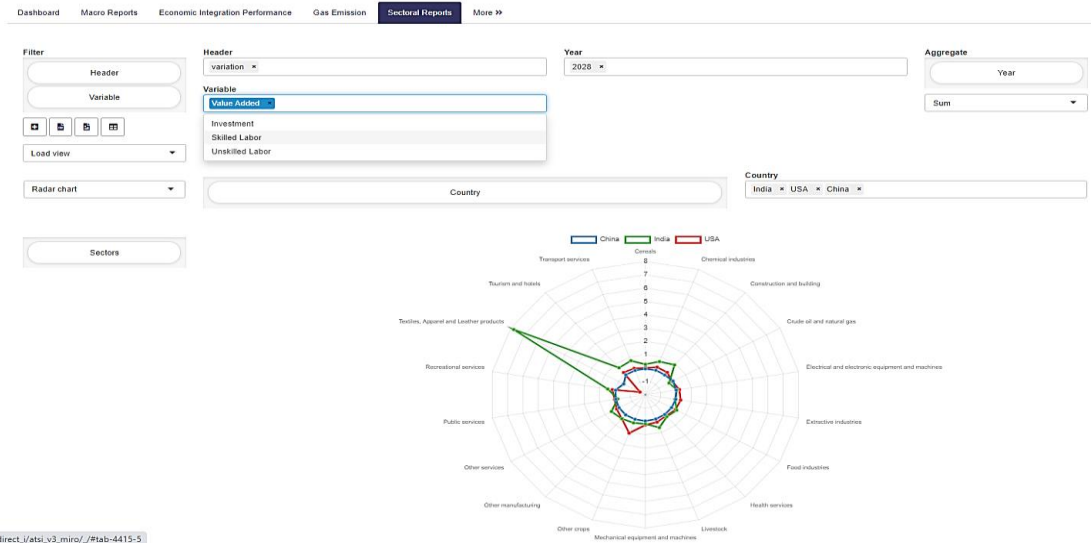 Dashboard Macro Reports Economic Integration Performance Gas Emission Sectoral Reports More »
Filter
Header
Variable
Load view
Radar chart
Sectors
Header
variation ×
Variable
Value Added ×
Investment
Skilled Labor
Unskilled Labor
Year
2028 ×
Aggregate
Year
Sum
Country
Country
India × USA × China ×
China India USA
Cereals
Transport services
Chemical industries
Tourism and hotels
Construction and building
Textiles, Apparel and Leather products
Crude oil and natural gas
Recreational services
Electrical and electronic equipment and machines
Public services
Extractive industries
Other services
Food industries
Other manufacturing
Health services
Other crops
Livestock
Mechanical equipment and machines
8
7
6
5
4
3
2
1
-1
direct_i/atsi_v3_miro/_/#tab-4415-5